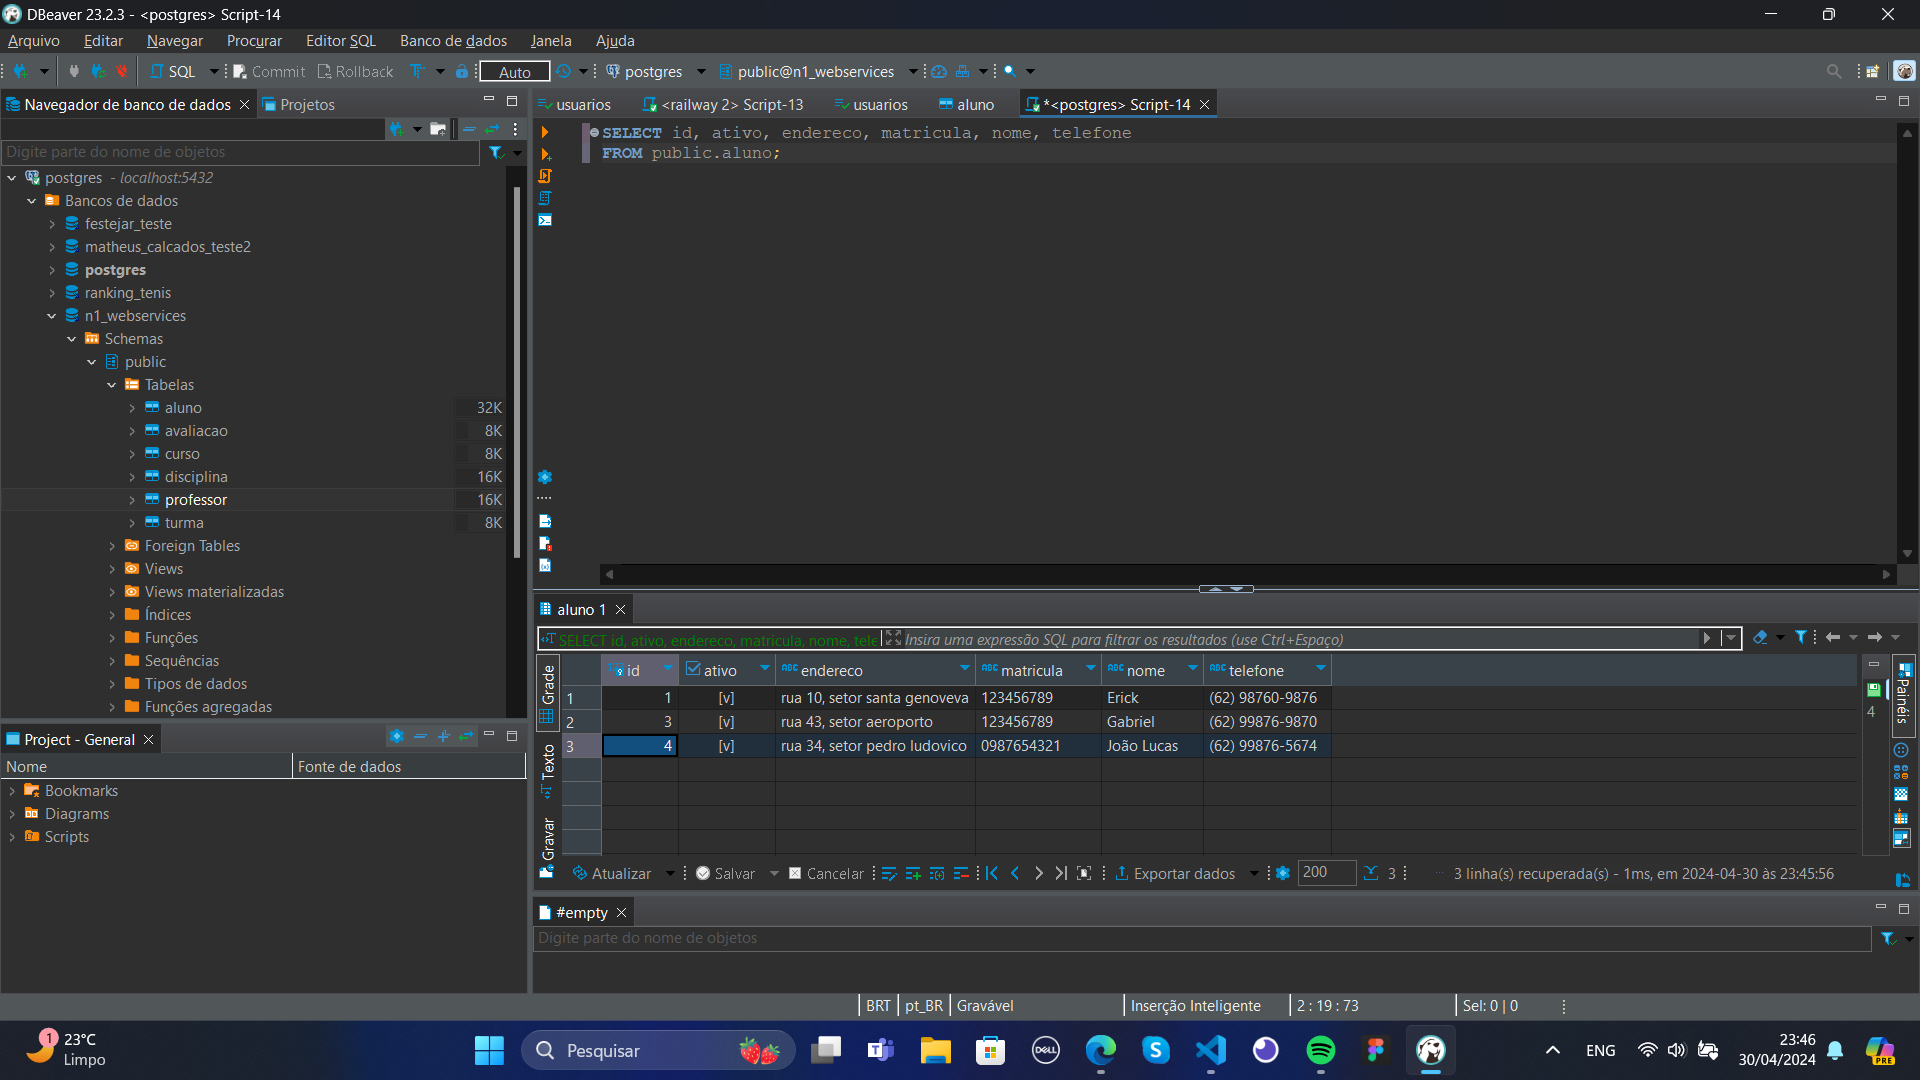 DBeaver 23.2.3 - <postgres> Script-14
Arquivo Editar Navegar Procurar Editor SQL Banco de dados Janela Ajuda
SQL Commit Rollback Auto postgres public@n1_webservices
Navegador de banco de dados Projetos
Digite parte do nome de objetos
postgres - localhost:5432
Bancos de dados
festejar_teste
matheus_calcados_teste2
postgres
ranking_tenis
n1_webservices
Schemas
public
Tabelas
aluno 32K
avaliacao 8K
curso 8K
disciplina 16K
professor 16K
turma 8K
Foreign Tables
Views
Views materializadas
Índices
Funções
Sequências
Tipos de dados
Funções agregadas
Project - General
Nome Fonte de dados
Bookmarks
Diagrams
Scripts
usuarios <railway 2> Script-13 usuarios aluno *<postgres> Script-14
SELECT id, ativo, endereco, matricula, nome, telefone
FROM public.aluno;
aluno 1
SELECT id, ativo, endereco, matricula, nome, tele Insira uma expressão SQL para filtrar os resultados (use Ctrl+Espaço)
Grade
Texto
Gravar
id ativo ABC endereco ABC matricula ABC nome ABC telefone
1 1 [v] rua 10, setor santa genoveva 123456789 Erick (62) 98760-9876
2 3 [v] rua 43, setor aeroporto 123456789 Gabriel (62) 99876-9870
3 4 [v] rua 34, setor pedro ludovico 0987654321 João Lucas (62) 99876-5674
4
Painéis
Atualizar Salvar Cancelar Exportar dados 200 3 3 linha(s) recuperada(s) - 1ms, em 2024-04-30 às 23:45:56
#empty
Digite parte do nome de objetos
BRT pt_BR Gravável Inserção Inteligente 2 : 19 : 73 Sel: 0 | 0
1
23°C
Limpo
Pesquisar
DELL
ENG
23:46
30/04/2024
PRE